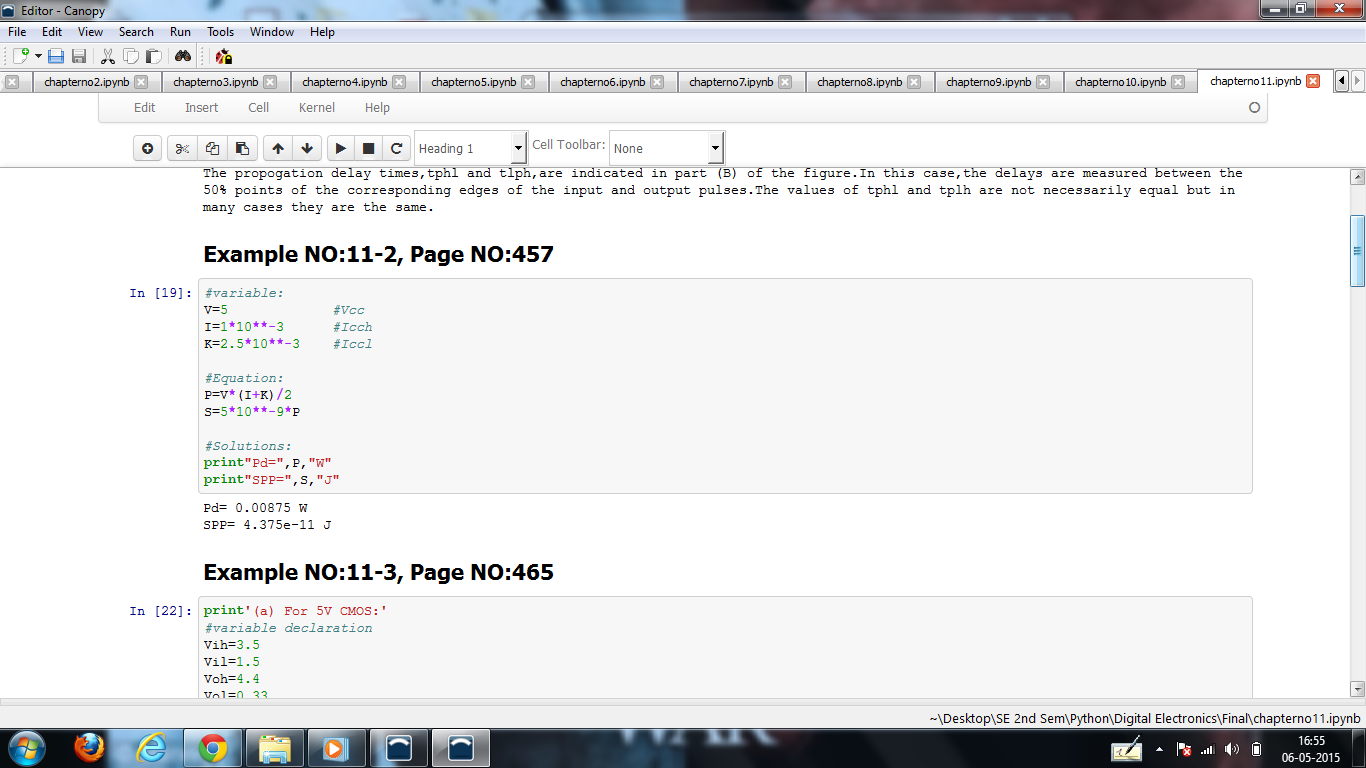 Editor - Canopy
File Edit View Search Run Tools Window Help
chapterno2.ipynb chapterno3.ipynb chapterno4.ipynb chapterno5.ipynb chapterno6.ipynb chapterno7.ipynb chapterno8.ipynb chapterno9.ipynb chapterno10.ipynb chapterno11.ipynb
Edit Insert Cell Kernel Help
Heading 1 Cell Toolbar: None
The propogation delay times,tphl and tlph,are indicated in part (B) of the figure.In this case,the delays are measured between the
50% points of the corresponding edges of the input and output pulses.The values of tphl and tplh are not necessarily equal but in
many cases they are the same.
Example NO:11-2, Page NO:457
In [19]: #variable:
V=5 #Vcc
I=1*10**-3 #Icch
K=2.5*10**-3 #Iccl
#Equation:
P=V*(I+K)/2
S=5*10**-9*P
#Solutions:
print"Pd=",P,"W"
print"SPP=",S,"J"
Pd= 0.00875 W
SPP= 4.375e-11 J
Example NO:11-3, Page NO:465
In [22]: print'(a) For 5V CMOS:'
#variable declaration
Vih=3.5
Vil=1.5
Voh=4.4
Vol=0.33
~\Desktop\SE 2nd Sem\Python\Digital Electronics\Final\chapterno11.ipynb
16:55
06-05-2015